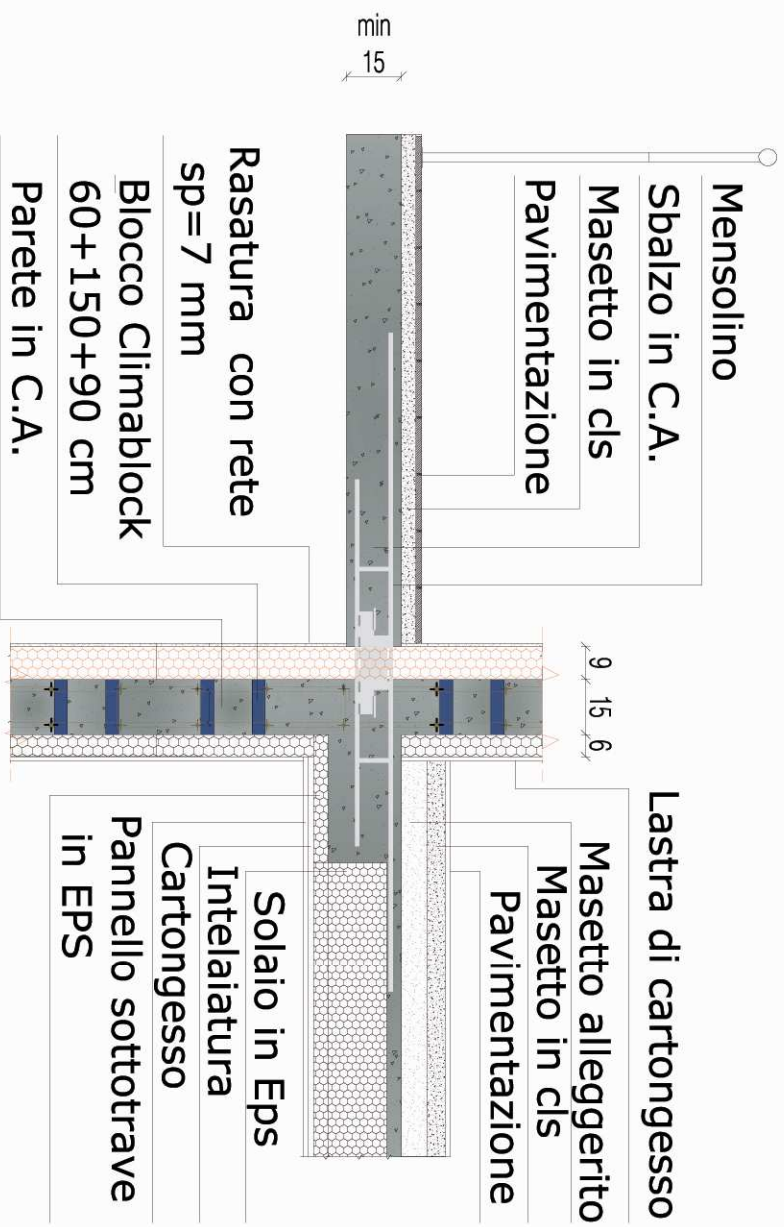 min
15
Mensolino
Sbalzo in C.A.
Masetto in cls
Pavimentazione
Rasatura con rete
sp=7 mm
Blocco Climablock
60+150+90 cm
Parete in C.A.
9
15
6
Lastra di cartongesso
Masetto alleggerito
Masetto in cls
Pavimentazione
Solaio in Eps
Intelaiatura
Cartongesso
Pannello sottotrave
in EPS